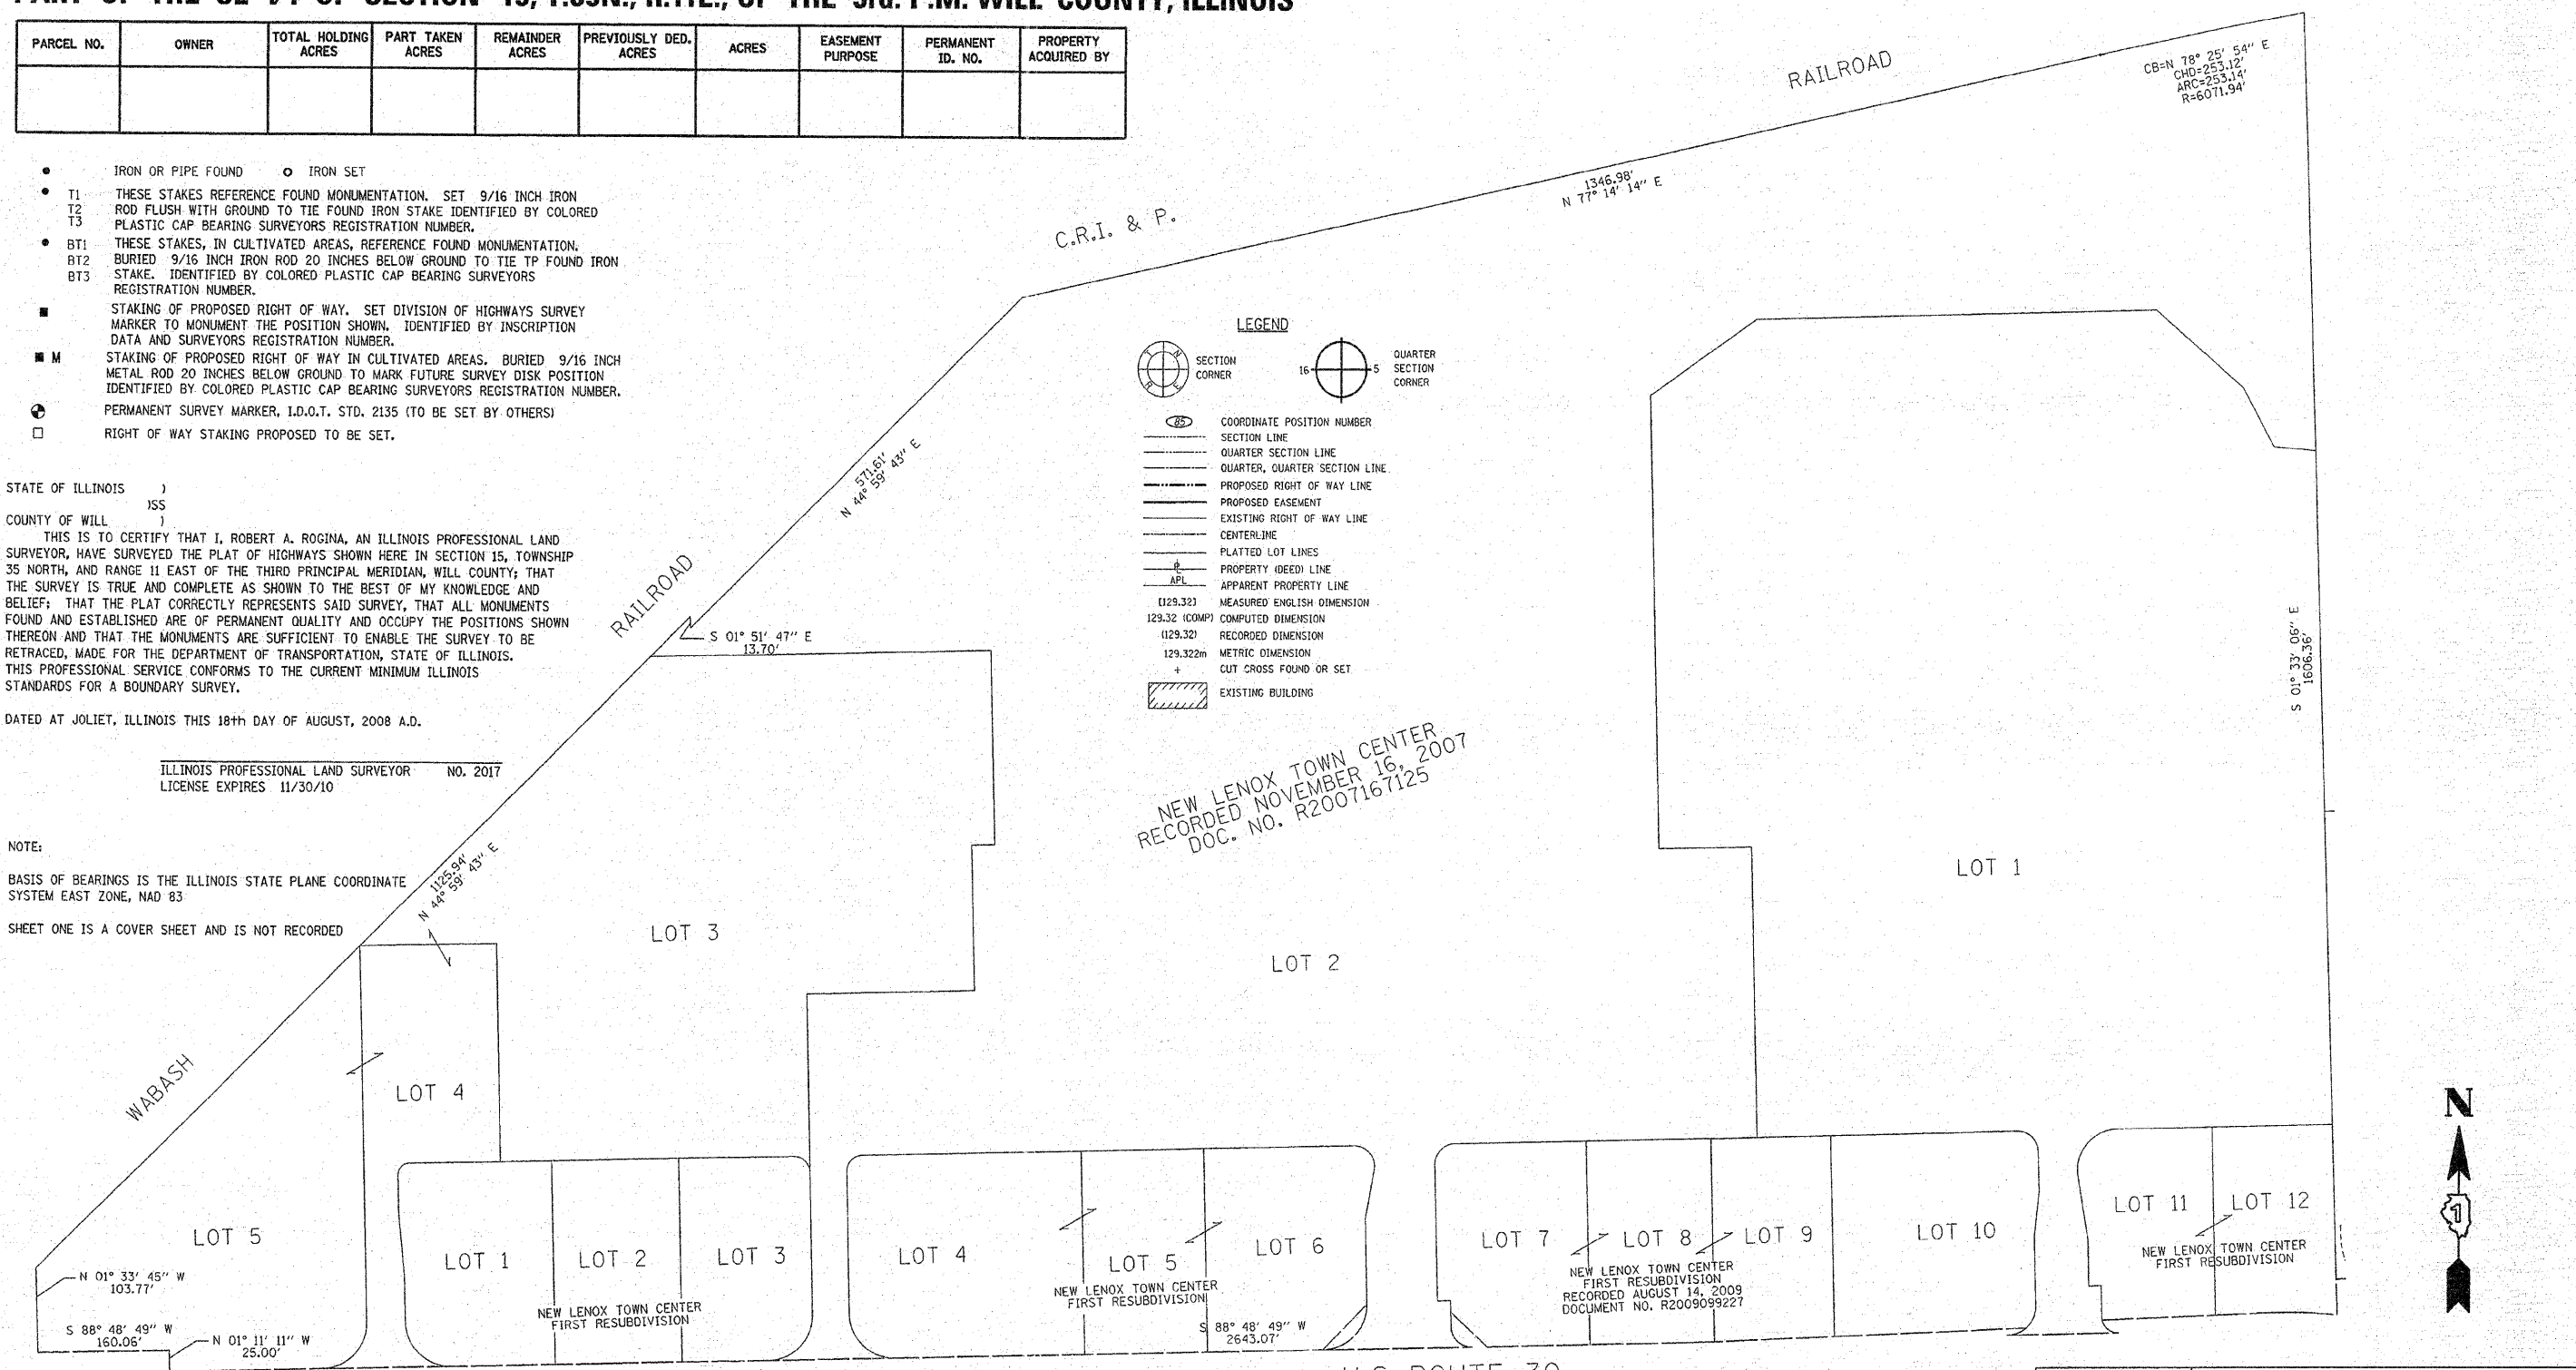 PART OF THE SE 1/4 OF SECTION 15, T.35N., R.11E., OF THE 3rd. P.M. WILL COUNTY, ILLINOIS
PARCEL NO. OWNER TOTAL HOLDING ACRES PART TAKEN ACRES REMAINDER ACRES PREVIOUSLY DED. ACRES ACRES EASEMENT PURPOSE PERMANENT ID. NO. PROPERTY ACQUIRED BY
IRON OR PIPE FOUND IRON SET
T1 THESE STAKES REFERENCE FOUND MONUMENTATION. SET 9/16 INCH IRON
T2 ROD FLUSH WITH GROUND TO TIE FOUND IRON STAKE IDENTIFIED BY COLORED
T3 PLASTIC CAP BEARING SURVEYORS REGISTRATION NUMBER.
BT1 THESE STAKES, IN CULTIVATED AREAS, REFERENCE FOUND MONUMENTATION.
BT2 BURIED 9/16 INCH IRON ROD 20 INCHES BELOW GROUND TO TIE TP FOUND IRON
BT3 STAKE. IDENTIFIED BY COLORED PLASTIC CAP BEARING SURVEYORS
REGISTRATION NUMBER.
STAKING OF PROPOSED RIGHT OF WAY. SET DIVISION OF HIGHWAYS SURVEY
MARKER TO MONUMENT THE POSITION SHOWN. IDENTIFIED BY INSCRIPTION
DATA AND SURVEYORS REGISTRATION NUMBER.
M STAKING OF PROPOSED RIGHT OF WAY IN CULTIVATED AREAS. BURIED 9/16 INCH
METAL ROD 20 INCHES BELOW GROUND TO MARK FUTURE SURVEY DISK POSITION
IDENTIFIED BY COLORED PLASTIC CAP BEARING SURVEYORS REGISTRATION NUMBER.
PERMANENT SURVEY MARKER, I.D.O.T. STD. 2135 (TO BE SET BY OTHERS)
RIGHT OF WAY STAKING PROPOSED TO BE SET.
STATE OF ILLINOIS )
)SS
COUNTY OF WILL )
THIS IS TO CERTIFY THAT I, ROBERT A. ROGINA, AN ILLINOIS PROFESSIONAL LAND
SURVEYOR, HAVE SURVEYED THE PLAT OF HIGHWAYS SHOWN HERE IN SECTION 15, TOWNSHIP
35 NORTH, AND RANGE 11 EAST OF THE THIRD PRINCIPAL MERIDIAN, WILL COUNTY; THAT
THE SURVEY IS TRUE AND COMPLETE AS SHOWN TO THE BEST OF MY KNOWLEDGE AND
BELIEF; THAT THE PLAT CORRECTLY REPRESENTS SAID SURVEY, THAT ALL MONUMENTS
FOUND AND ESTABLISHED ARE OF PERMANENT QUALITY AND OCCUPY THE POSITIONS SHOWN
THEREON AND THAT THE MONUMENTS ARE SUFFICIENT TO ENABLE THE SURVEY TO BE
RETRACED, MADE FOR THE DEPARTMENT OF TRANSPORTATION, STATE OF ILLINOIS.
THIS PROFESSIONAL SERVICE CONFORMS TO THE CURRENT MINIMUM ILLINOIS
STANDARDS FOR A BOUNDARY SURVEY.
DATED AT JOLIET, ILLINOIS THIS 18th DAY OF AUGUST, 2008 A.D.
ILLINOIS PROFESSIONAL LAND SURVEYOR NO. 2017
LICENSE EXPIRES 11/30/10
NOTE:
BASIS OF BEARINGS IS THE ILLINOIS STATE PLANE COORDINATE
SYSTEM EAST ZONE, NAD 83
SHEET ONE IS A COVER SHEET AND IS NOT RECORDED
RAILROAD
CB=N 78° 25' 54" E
CHD=253.12'
ARC=253.14'
R=6071.94'
1346.98'
N 77° 14' 14" E
C.R.I. & P.
571.61'
N 44° 59' 43" E
RAILROAD
S 01° 51' 47" E
13.70'
1125.94'
N 44° 59' 43" E
WABASH
LEGEND
SECTION
CORNER
16 5
QUARTER
SECTION
CORNER
85 COORDINATE POSITION NUMBER
SECTION LINE
QUARTER SECTION LINE
QUARTER, QUARTER SECTION LINE
PROPOSED RIGHT OF WAY LINE
PROPOSED EASEMENT
EXISTING RIGHT OF WAY LINE
CENTERLINE
PLATTED LOT LINES
PROPERTY (DEED) LINE
APL APPARENT PROPERTY LINE
[129.32] MEASURED ENGLISH DIMENSION
129.32 (COMP) COMPUTED DIMENSION
(129.32) RECORDED DIMENSION
129.322m METRIC DIMENSION
+ CUT CROSS FOUND OR SET
EXISTING BUILDING
NEW LENOX TOWN CENTER
RECORDED NOVEMBER 16, 2007
DOC. NO. R2007167125
S 01° 33' 06" E
1606.36'
LOT 1
LOT 3
LOT 2
LOT 4
LOT 5
N 01° 33' 45" W
103.77'
S 88° 48' 49" W
160.06'
N 01° 11' 11" W
25.00'
LOT 1
LOT 2
LOT 3
NEW LENOX TOWN CENTER
FIRST RESUBDIVISION
LOT 4
LOT 5
LOT 6
NEW LENOX TOWN CENTER
FIRST RESUBDIVISION
S 88° 48' 49" W
2643.07'
LOT 7
LOT 8
LOT 9
LOT 10
NEW LENOX TOWN CENTER
FIRST RESUBDIVISION
RECORDED AUGUST 14, 2009
DOCUMENT NO. R2009099227
LOT 11
LOT 12
NEW LENOX TOWN CENTER
FIRST RESUBDIVISION
N
1
U.S. ROUTE 30